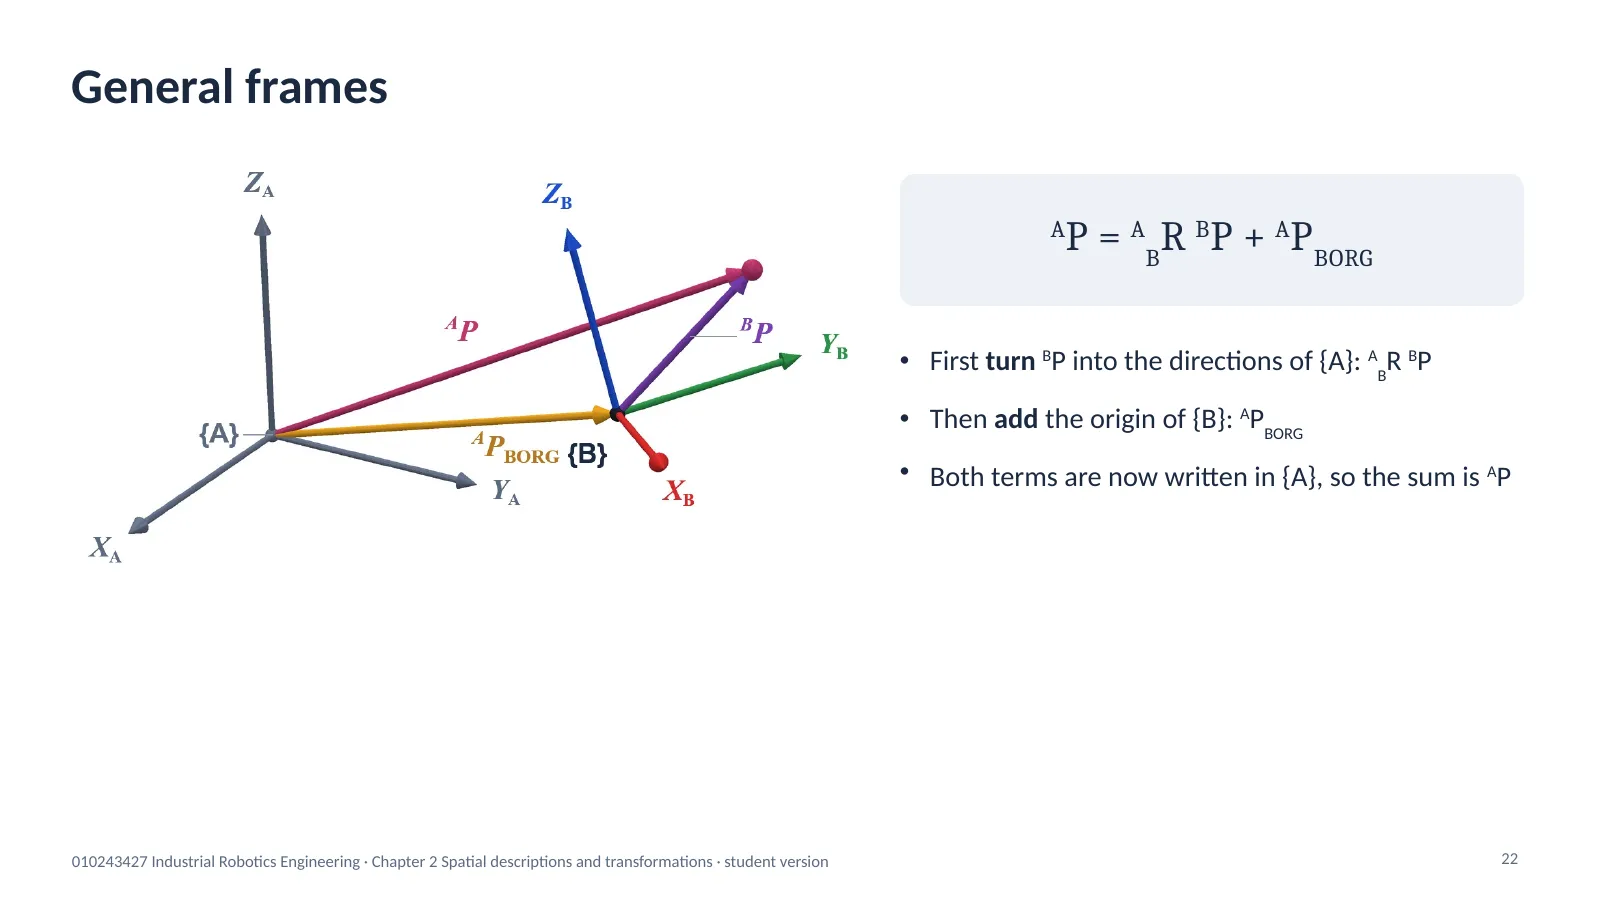 General frames
Z_A
Z_B
^AP
^BP
Y_B
{A}
^AP_BORG {B}
Y_A
X_B
X_A
^AP = ^A_BR ^BP + ^AP_BORG
• First turn ^BP into the directions of {A}: ^A_BR ^BP
• Then add the origin of {B}: ^AP_BORG
• Both terms are now written in {A}, so the sum is ^AP
010243427 Industrial Robotics Engineering · Chapter 2 Spatial descriptions and transformations · student version
22